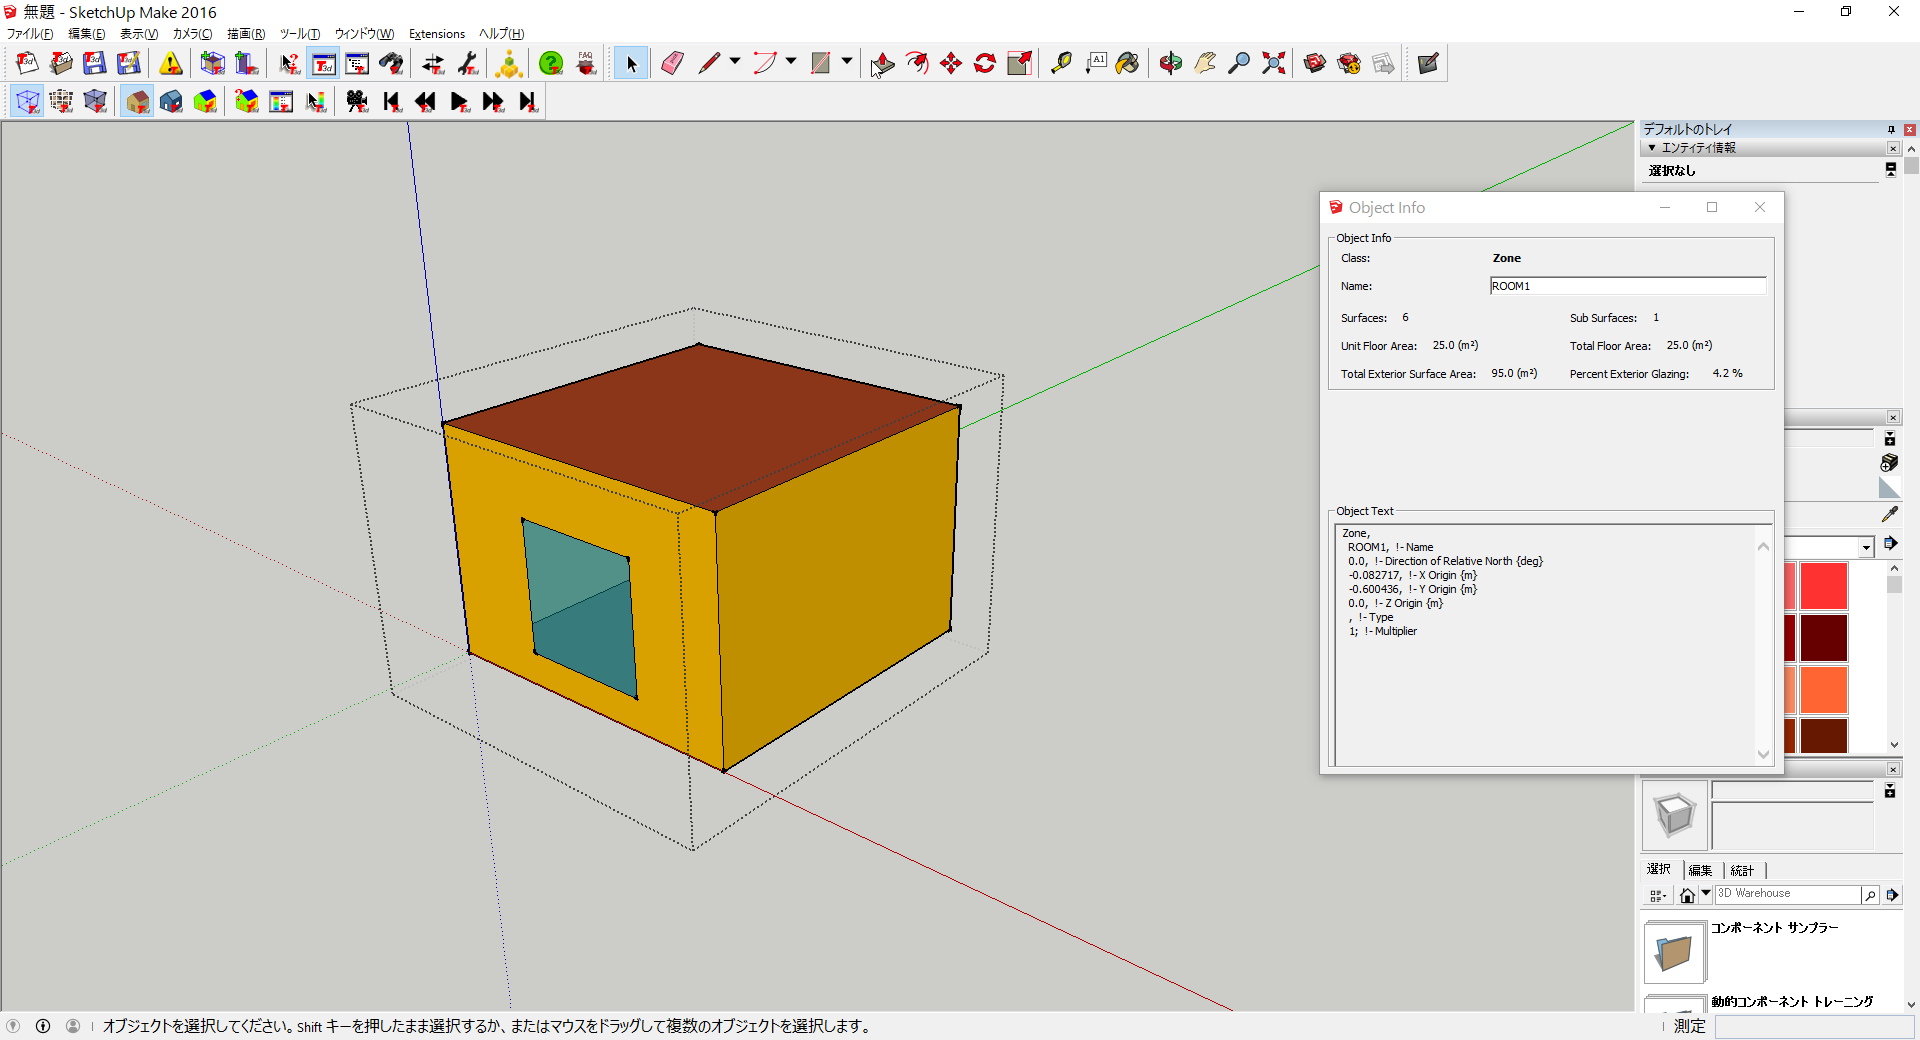 無題 - SketchUp Make 2016
ファイル(F) 編集(E) 表示(V) カメラ(C) 描画(R) ツール(T) ウィンドウ(W) Extensions ヘルプ(H)
デフォルトのトレイ
エンティティ情報
選択なし
Object Info
Object Info
Class: Zone
Name: ROOM1
Surfaces: 6 Sub Surfaces: 1
Unit Floor Area: 25.0 (m²) Total Floor Area: 25.0 (m²)
Total Exterior Surface Area: 95.0 (m²) Percent Exterior Glazing: 4.2 %
Object Text
Zone,
ROOM1, !- Name
0.0, !- Direction of Relative North {deg}
-0.082717, !- X Origin {m}
-0.600436, !- Y Origin {m}
0.0, !- Z Origin {m}
, !- Type
1; !- Multiplier
選択 編集 統計
3D Warehouse
コンポーネント サンプラー
動的コンポーネント トレーニング
オブジェクトを選択してください。Shift キーを押したまま選択するか、またはマウスをドラッグして複数のオブジェクトを選択します。
測定